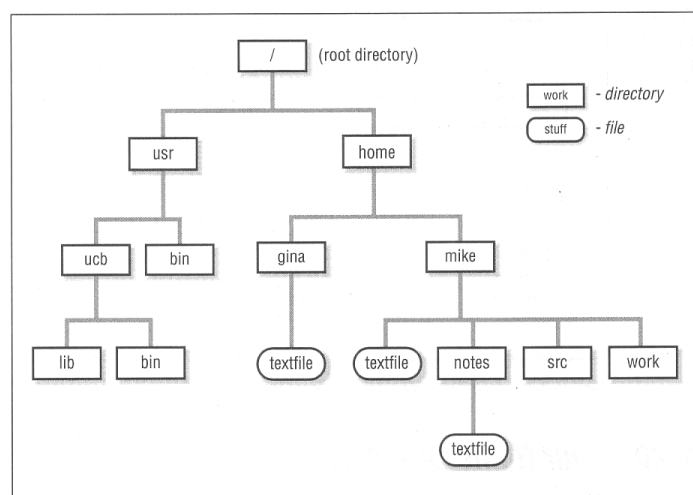 / (root directory)
work - directory
stuff - file
usr home
ucb bin gina mike
lib bin textfile textfile notes src work
textfile